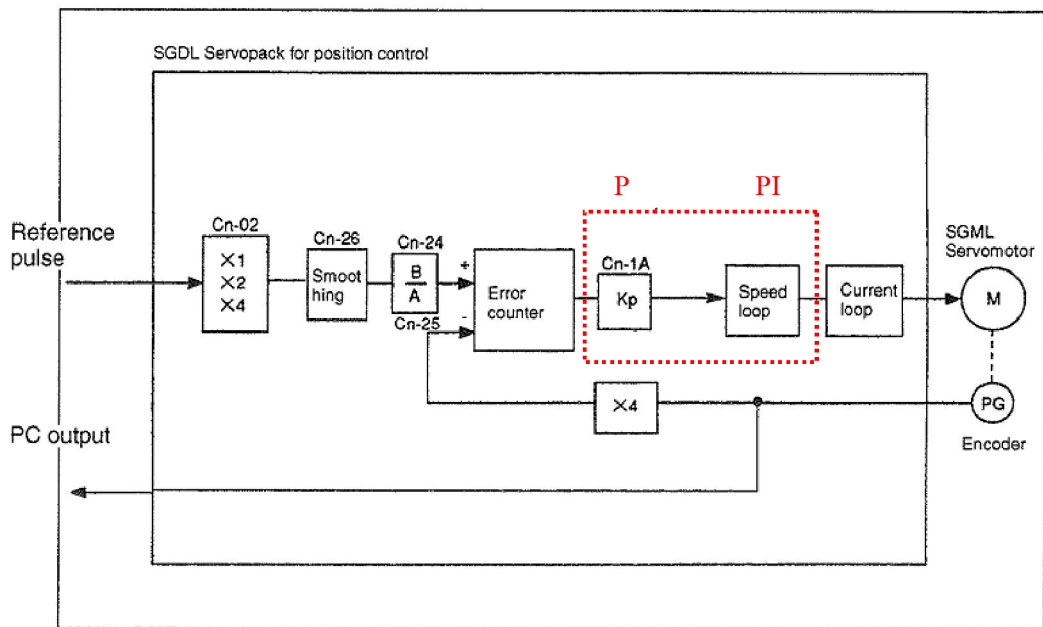 SGDL Servopack for position control
P
PI
Reference
pulse
Cn-02
×1
×2
×4
Cn-26
Smoot
hing
Cn-24
B
A
Cn-25
+
-
Error
counter
Cn-1A
Kp
Speed
loop
Current
loop
SGML
Servomotor
M
×4
PG
Encoder
PC output